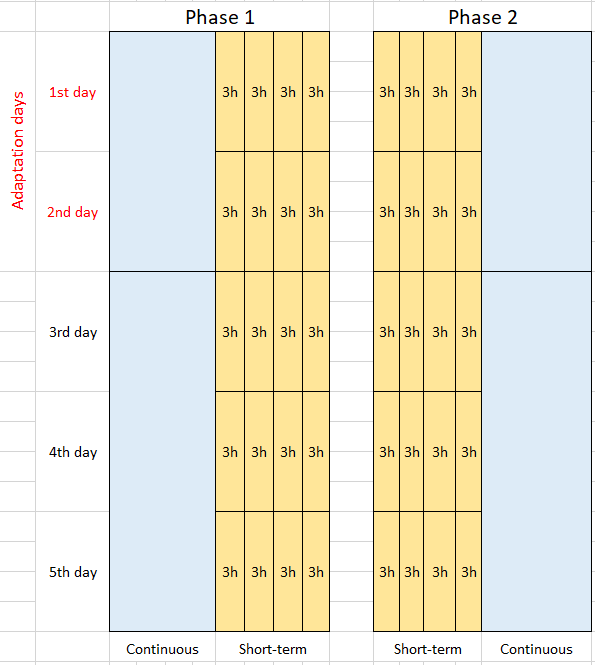 Phase 1 Phase 2
Adaptation days
1st day 3h 3h 3h 3h 3h 3h 3h 3h
2nd day 3h 3h 3h 3h 3h 3h 3h 3h
3rd day 3h 3h 3h 3h 3h 3h 3h 3h
4th day 3h 3h 3h 3h 3h 3h 3h 3h
5th day 3h 3h 3h 3h 3h 3h 3h 3h
Continuous Short-term Short-term Continuous